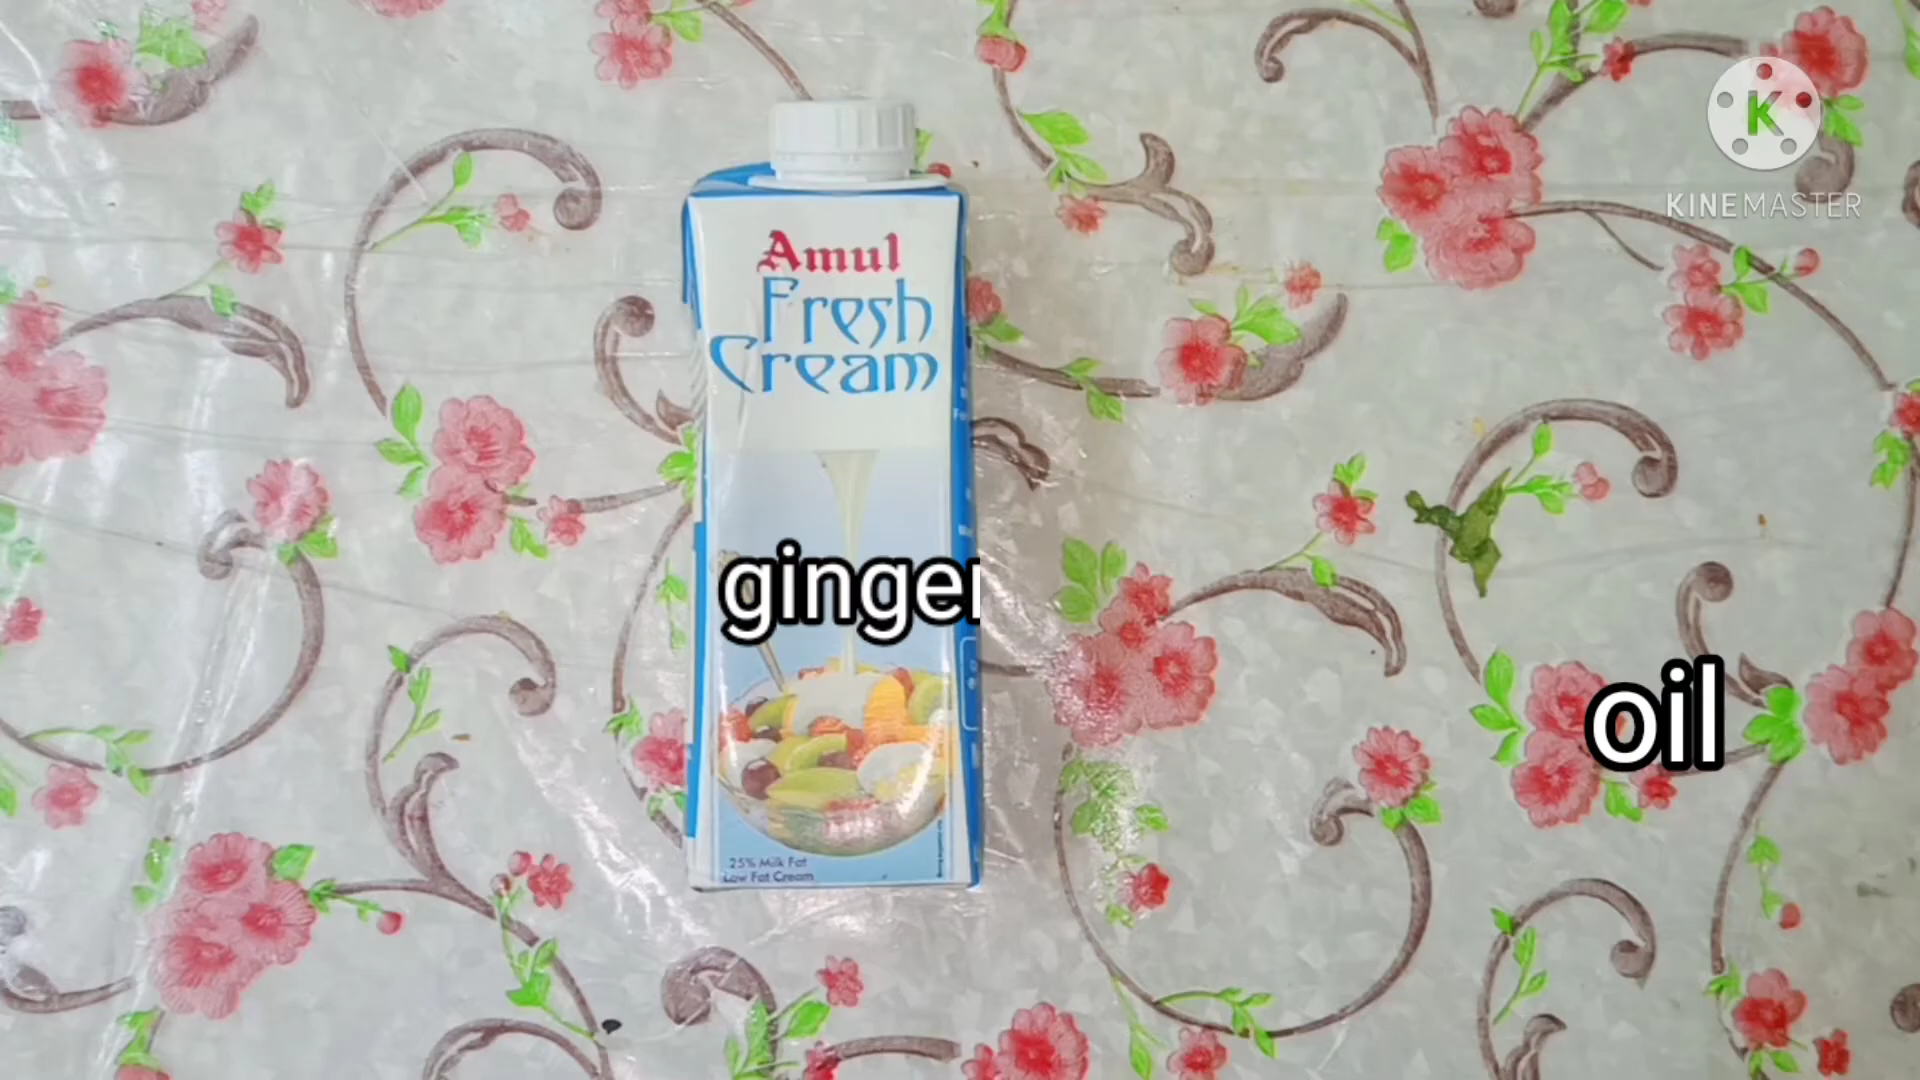 K
KINEMASTER
Amul
Fresh
Cream
ginger
oil
25% Milk Fat
Low Fat Cream